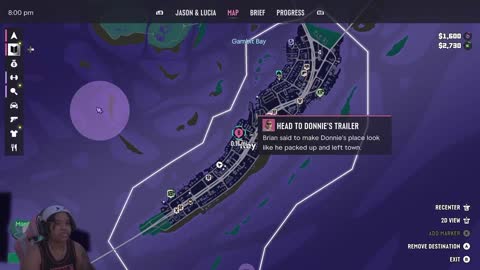 8:00 pm
JASON & LUCIA
MAP
BRIEF
PROGRESS
$1,600
$2,730
HEAD TO DONNIE'S TRAILER
Brian said to make Donnie's place look
like he packed up and left town.
RECENTER
2D VIEW
ADD MARKER
REMOVE DESTINATION
EXIT